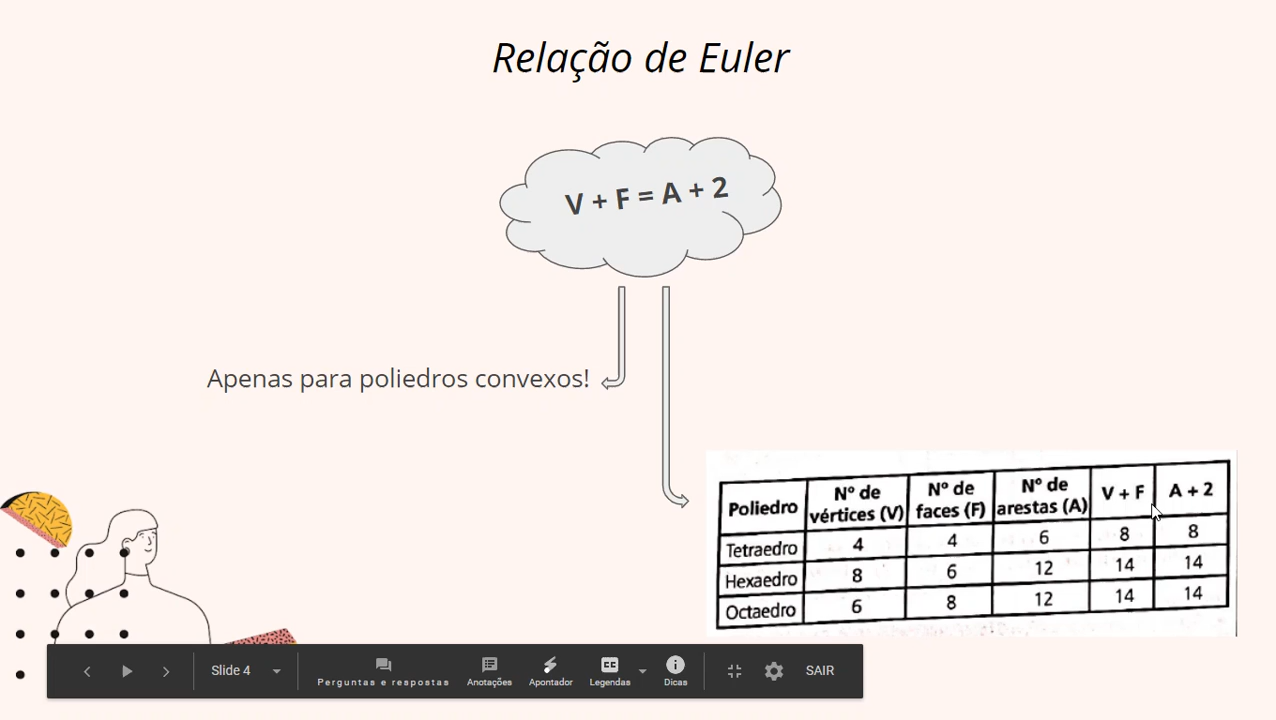 Relação de Euler
V + F = A + 2
Apenas para poliedros convexos!
Poliedro Nº de vértices (V) Nº de faces (F) Nº de arestas (A) V + F A + 2
Tetraedro 4 4 6 8 8
Hexaedro 8 6 12 14 14
Octaedro 6 8 12 14 14
Slide 4 Perguntas e respostas Anotações Apontador CC Legendas Dicas SAIR